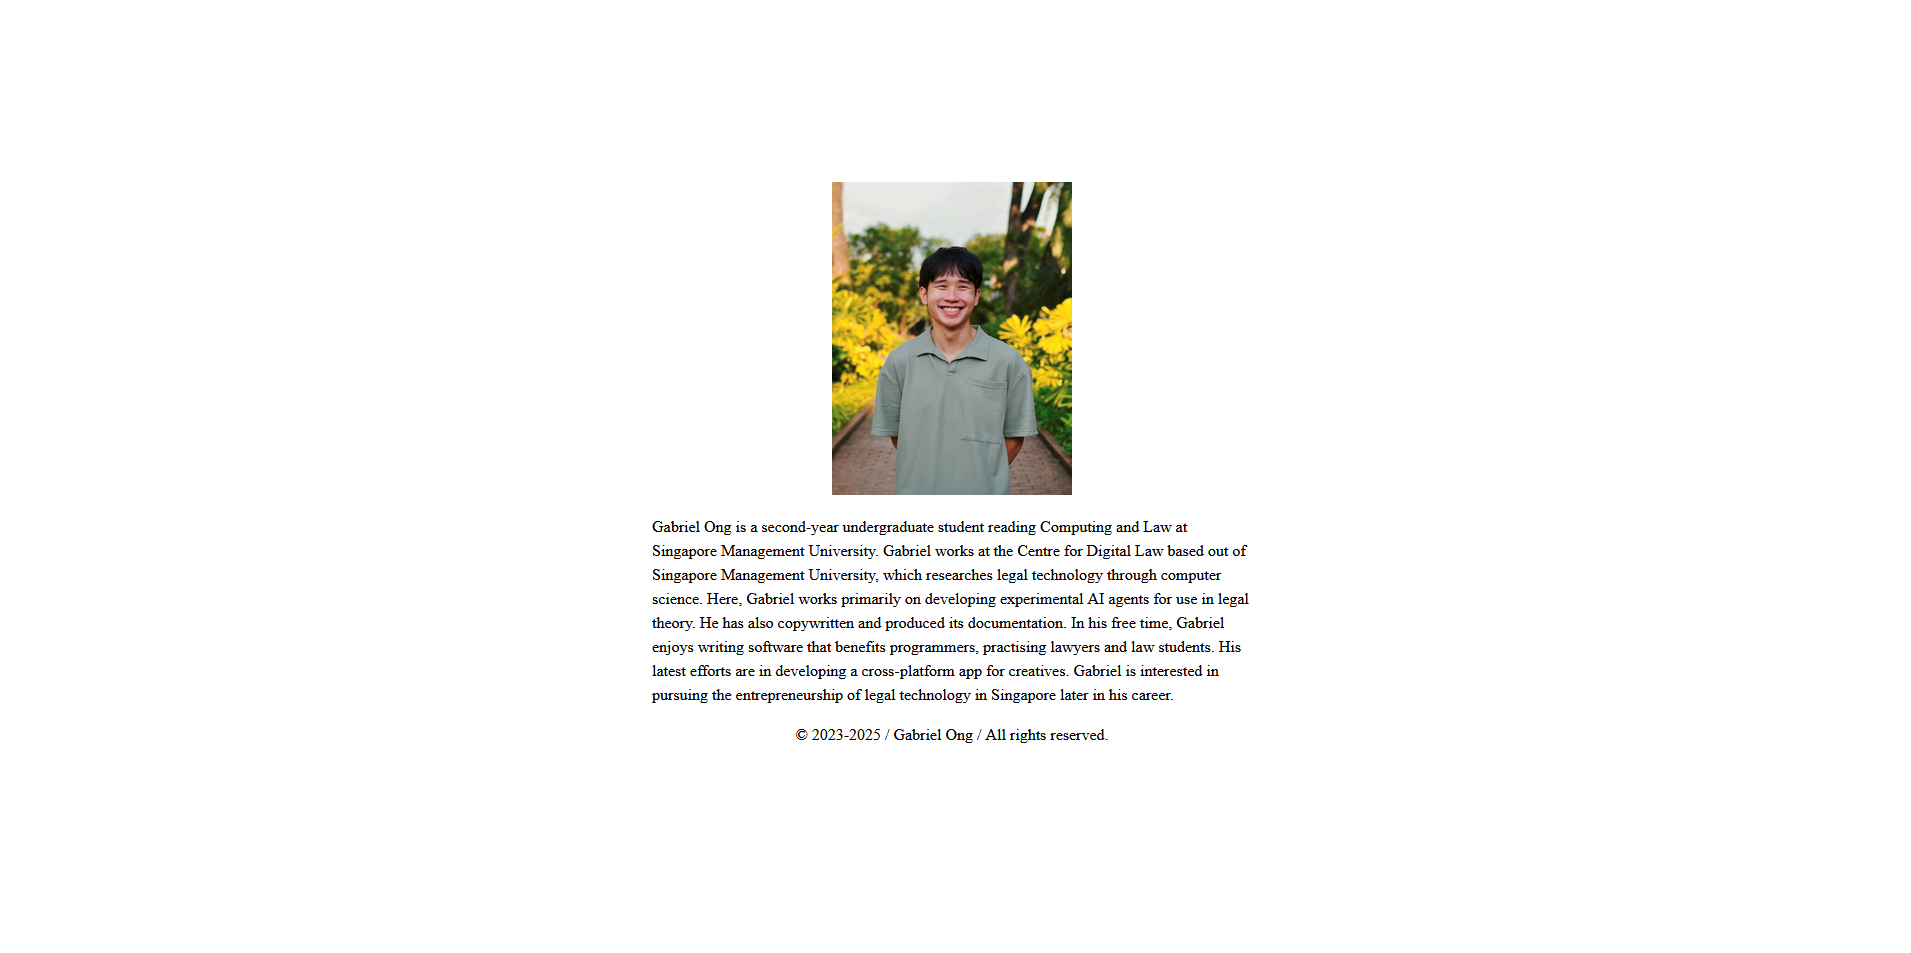 Gabriel Ong is a second-year undergraduate student reading Computing and Law at
Singapore Management University. Gabriel works at the Centre for Digital Law based out of
Singapore Management University, which researches legal technology through computer
science. Here, Gabriel works primarily on developing experimental AI agents for use in legal
theory. He has also copywritten and produced its documentation. In his free time, Gabriel
enjoys writing software that benefits programmers, practising lawyers and law students. His
latest efforts are in developing a cross-platform app for creatives. Gabriel is interested in
pursuing the entrepreneurship of legal technology in Singapore later in his career.
© 2023-2025 / Gabriel Ong / All rights reserved.